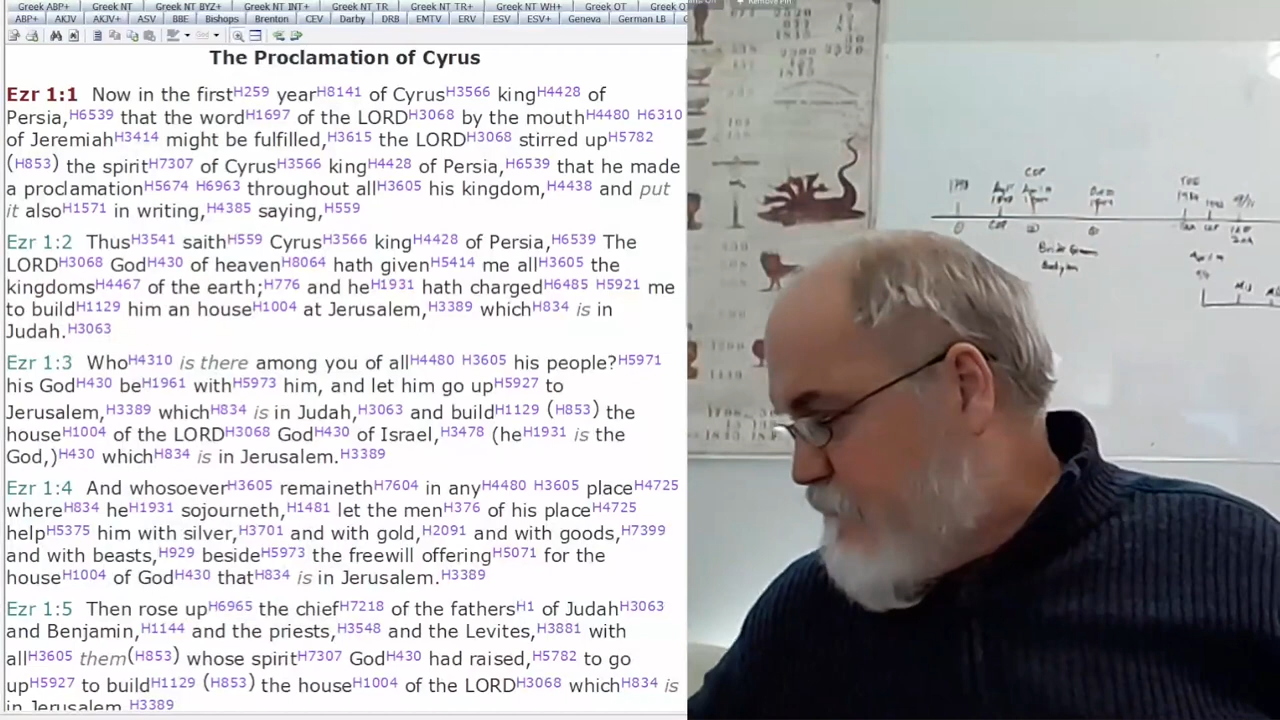 Greek ABP+ Greek NT Greek NT BYZ+ Greek NT INT+ Greek NT TR Greek NT TR+ Greek NT WH+ Greek OT Greek
ABP+ AKJV AKJV+ ASV BBE Bishops Brenton CEV Darby DRB EMTV ERV ESV ESV+ Geneva German LB
Remove Pin
The Proclamation of Cyrus
Ezr 1:1 Now in the firstH259 yearH8141 of CyrusH3566 kingH4428 of
Persia,H6539 that the wordH1697 of the LORDH3068 by the mouthH4480 H6310
of JeremiahH3414 might be fulfilled,H3615 the LORDH3068 stirred upH5782
(H853) the spiritH7307 of CyrusH3566 kingH4428 of Persia,H6539 that he made
a proclamationH5674 H6963 throughout allH3605 his kingdom,H4438 and put
it alsoH1571 in writing,H4385 saying,H559
Ezr 1:2 ThusH3541 saithH559 CyrusH3566 kingH4428 of Persia,H6539 The
LORDH3068 GodH430 of heavenH8064 hath givenH5414 me allH3605 the
kingdomsH4467 of the earth;H776 and heH1931 hath chargedH6485 H5921 me
to buildH1129 him an houseH1004 at Jerusalem,H3389 whichH834 is in
Judah.H3063
Ezr 1:3 WhoH4310 is there among you of allH4480 H3605 his people?H5971
his GodH430 beH1961 withH5973 him, and let him go upH5927 to
Jerusalem,H3389 whichH834 is in Judah,H3063 and buildH1129 (H853) the
houseH1004 of the LORDH3068 GodH430 of Israel,H3478 (heH1931 is the
God,)H430 whichH834 is in Jerusalem.H3389
Ezr 1:4 And whosoeverH3605 remainethH7604 in anyH4480 H3605 placeH4725
whereH834 heH1931 sojourneth,H1481 let the menH376 of his placeH4725
helpH5375 him with silver,H3701 and with gold,H2091 and with goods,H7399
and with beasts,H929 besideH5973 the freewill offeringH5071 for the
houseH1004 of GodH430 thatH834 is in Jerusalem.H3389
Ezr 1:5 Then rose upH6965 the chiefH7218 of the fathersH1 of JudahH3063
and Benjamin,H1144 and the priests,H3548 and the Levites,H3881 with
allH3605 them(H853) whose spiritH7307 GodH430 had raised,H5782 to go
upH5927 to buildH1129 (H853) the houseH1004 of the LORDH3068 whichH834 is
in Jerusalem.H3389